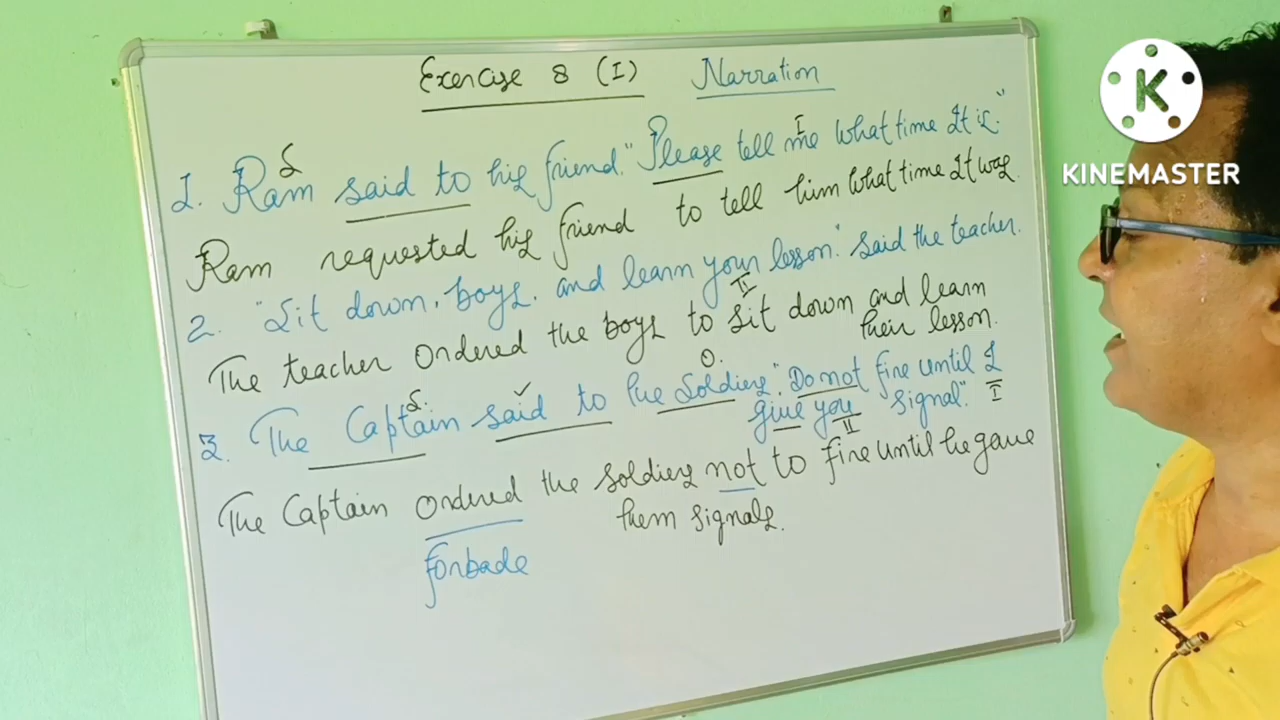 Exercise 8 (I) Narration
S I
1. Ram said to his friend. "Please tell me what time It is."
Ram requested his friend to tell him what time It was.
2. "Sit down, boys, and learn your lesson." Said the teacher.
II
The teacher Ordered the boys to sit down and learn
their lesson.
S. ✓ O.
3. The Captain said to the Soldiers, "Do not fire until I
give you signal."
II I
The Captain Ordered the Soldiers not to fire until he gave
them signals.
forbade
K
KINEMASTER